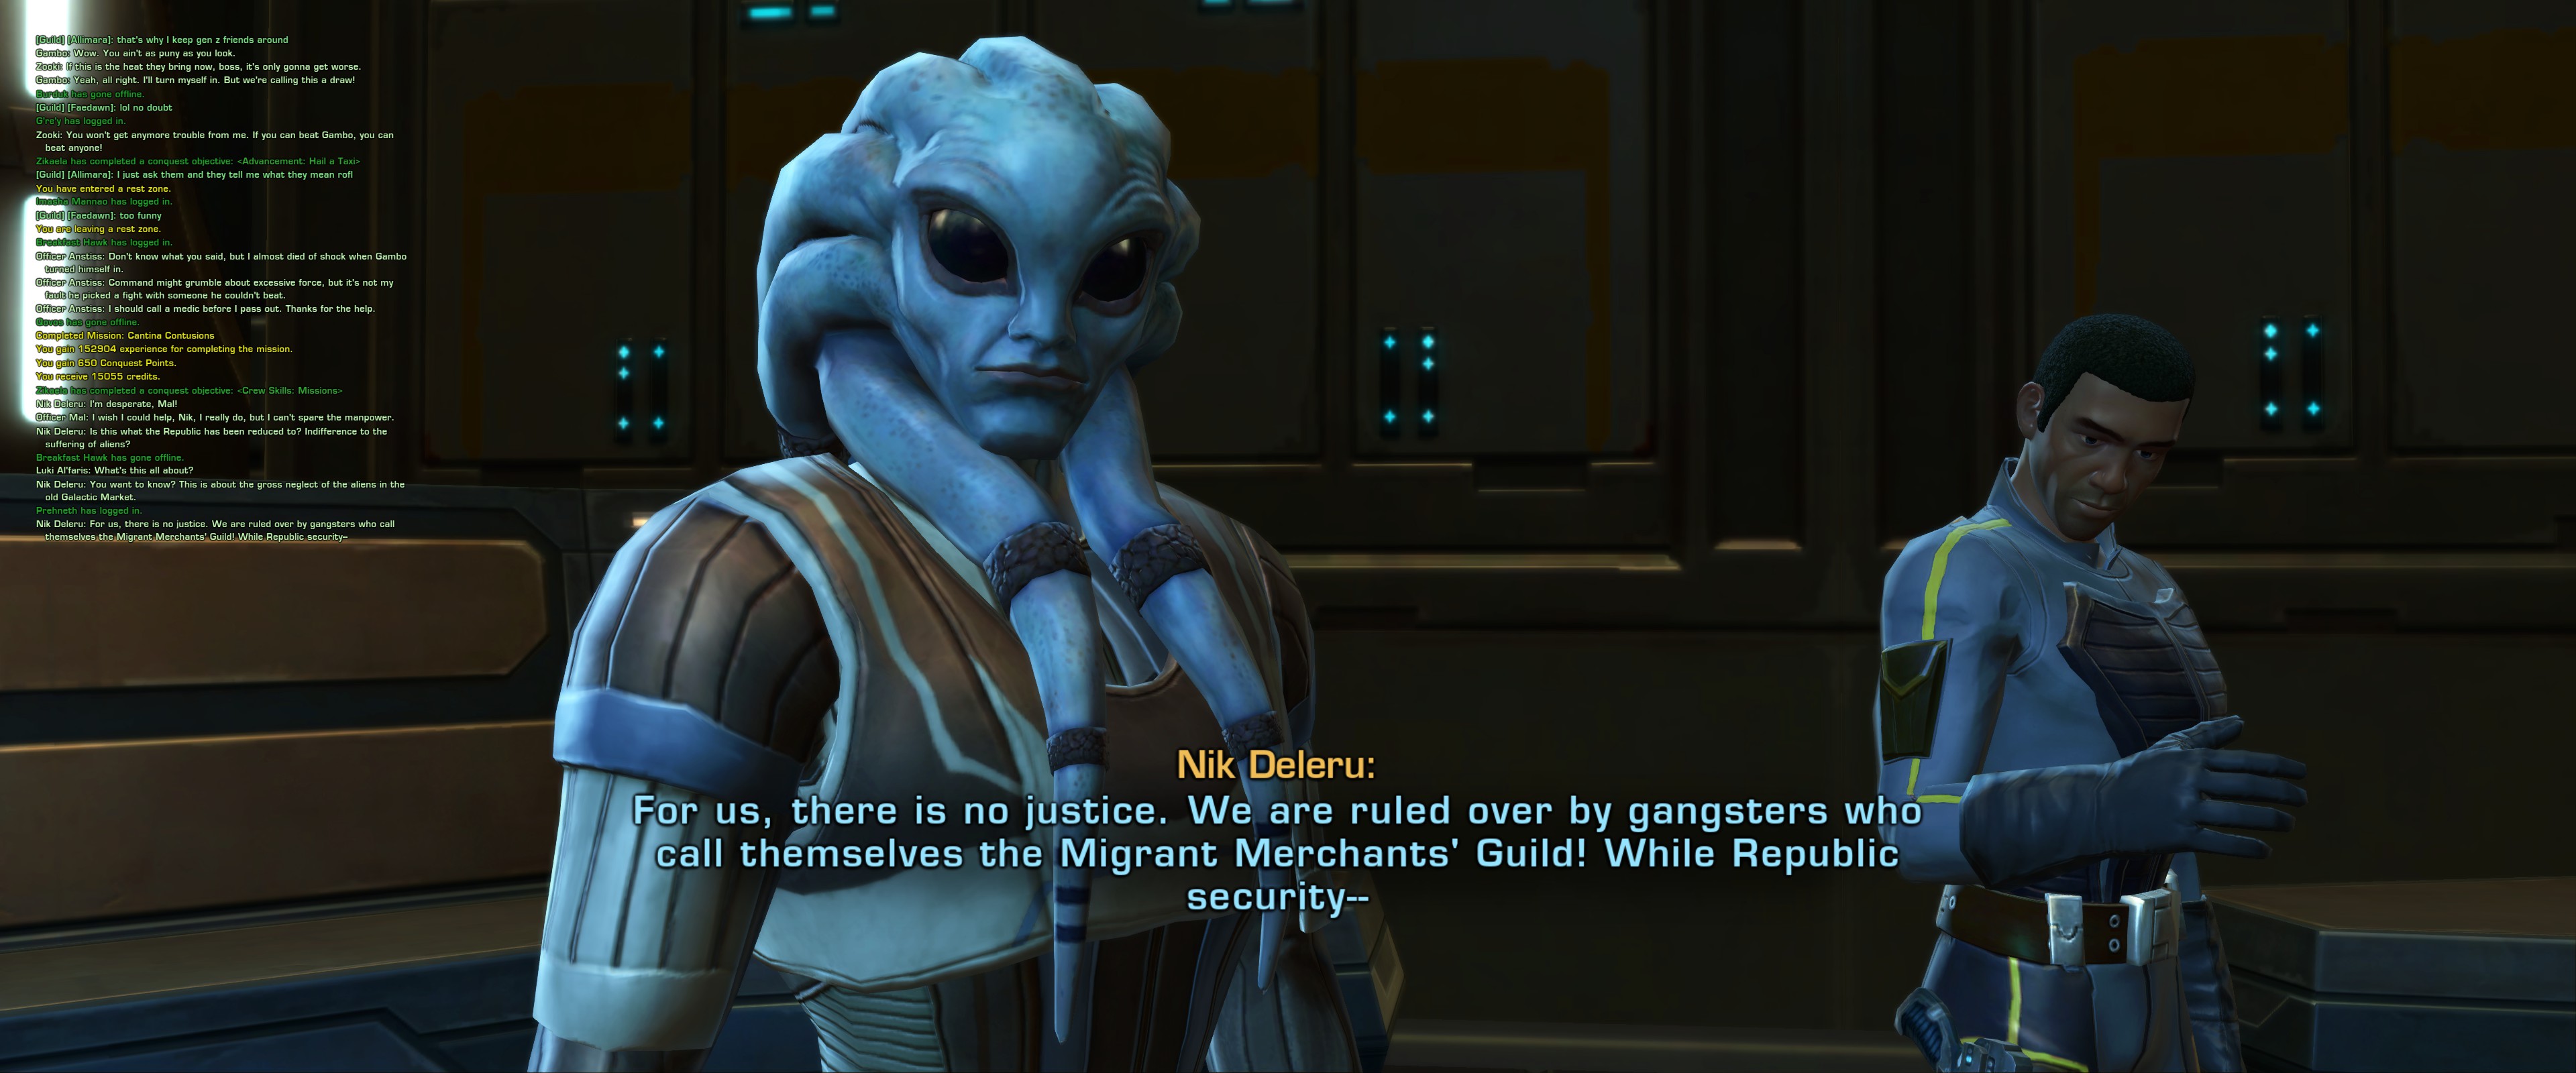 [Guild] [Allimara]: that's why I keep gen z friends around
Gambo: Wow. You ain't as puny as you look.
Zooki: If this is the heat they bring now, boss, it's only gonna get worse.
Gambo: Yeah, all right. I'll turn myself in. But we're calling this a draw!
Burduk has gone offline.
[Guild] [Faedawn]: lol no doubt
G're'y has logged in.
Zooki: You won't get anymore trouble from me. If you can beat Gambo, you can
beat anyone!
Zikaela has completed a conquest objective: <Advancement: Hail a Taxi>
[Guild] [Allimara]: I just ask them and they tell me what they mean rofl
You have entered a rest zone.
Imasha Mannao has logged in.
[Guild] [Faedawn]: too funny
You are leaving a rest zone.
Breakfast Hawk has logged in.
Officer Anstiss: Don't know what you said, but I almost died of shock when Gambo
turned himself in.
Officer Anstiss: Command might grumble about excessive force, but it's not my
fault he picked a fight with someone he couldn't beat.
Officer Anstiss: I should call a medic before I pass out. Thanks for the help.
has gone offline.
Completed Mission: Cantina Contusions
You gain 152904 experience for completing the mission.
You gain 650 Conquest Points.
You receive 15055 credits.
Zikaela has completed a conquest objective: <Crew Skills: Missions>
Nik Deleru: I'm desperate, Mal!
Officer Mal: I wish I could help, Nik, I really do, but I can't spare the manpower.
Nik Deleru: Is this what the Republic has been reduced to? Indifference to the
suffering of aliens?
Breakfast Hawk has gone offline.
Luki Al'faris: What's this all about?
Nik Deleru: You want to know? This is about the gross neglect of the aliens in the
old Galactic Market.
Prehneth has logged in.
Nik Deleru: For us, there is no justice. We are ruled over by gangsters who call
themselves the Migrant Merchants' Guild! While Republic security--
Nik Deleru:
For us, there is no justice. We are ruled over by gangsters who
call themselves the Migrant Merchants' Guild! While Republic
security--